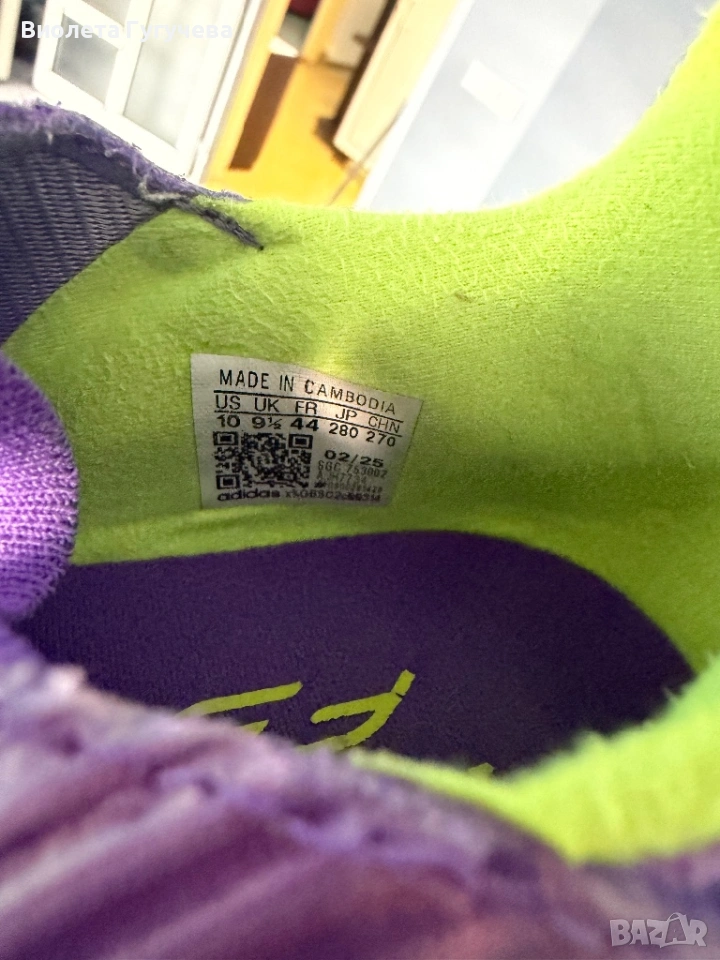 Виолета Гугучева
MADE IN CAMBODIA
US UK FR JP CHN
10 9½ 44 280 270
02/25
adidas
BAZAR